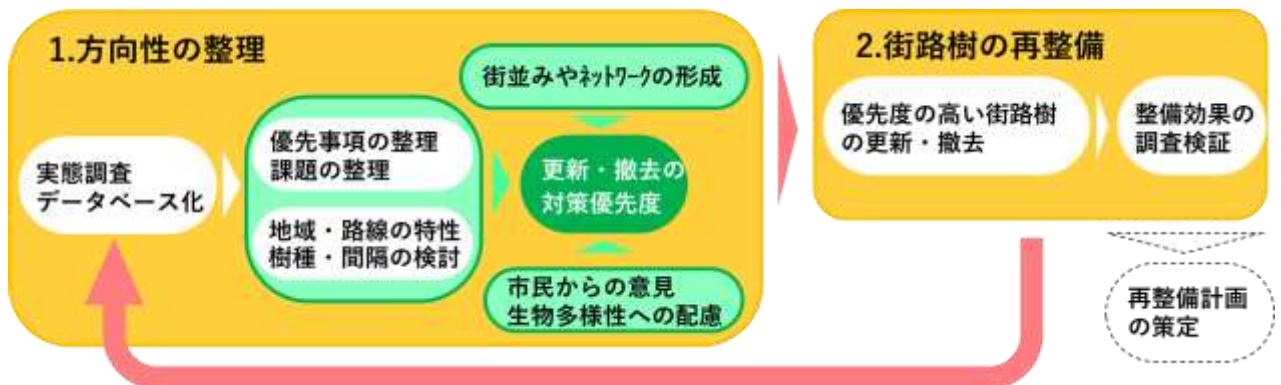 1.方向性の整理
実態調査
データベース化
優先事項の整理
課題の整理
地域・路線の特性
樹種・間隔の検討
街並みやﾈｯﾄﾜｰｸの形成
更新・撤去の
対策優先度
市民からの意見
生物多様性への配慮
2.街路樹の再整備
優先度の高い街路樹
の更新・撤去
整備効果の
調査検証
再整備計画
の策定